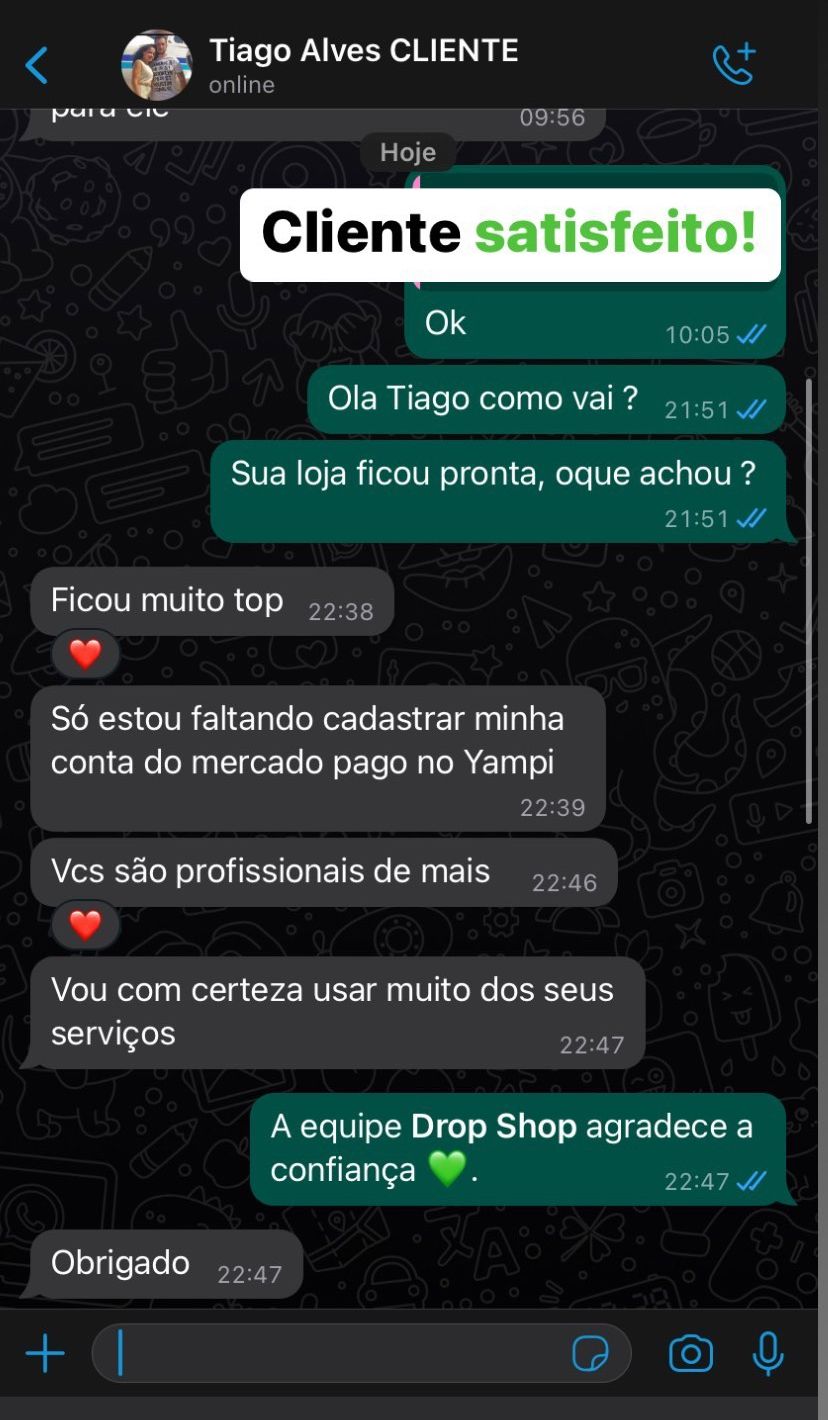 Tiago Alves CLIENTE
online
09:56
Hoje
Cliente satisfeito!
Ok
10:05
Ola Tiago como vai ?
21:51
Sua loja ficou pronta, oque achou ?
21:51
Ficou muito top
22:38
❤️
Só estou faltando cadastrar minha
conta do mercado pago no Yampi
22:39
Vcs são profissionais de mais
22:46
❤️
Vou com certeza usar muito dos seus
serviços
22:47
A equipe Drop Shop agradece a
confiança 💚.
22:47
Obrigado
22:47